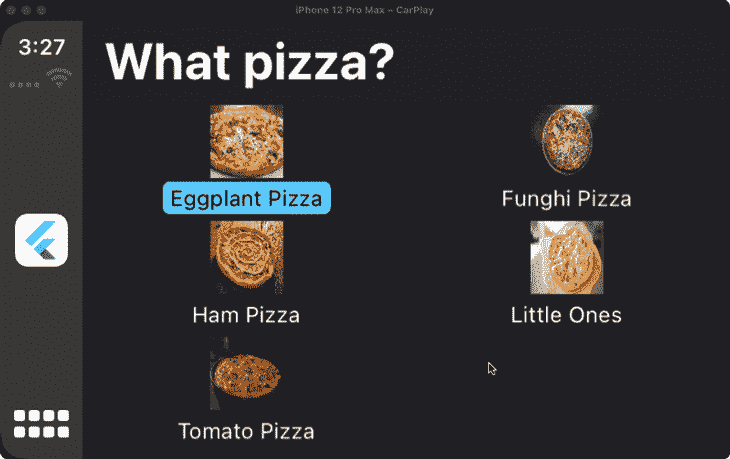 iPhone 12 Pro Max – CarPlay
3:27
What pizza?
Eggplant Pizza
Funghi Pizza
Ham Pizza
Little Ones
Tomato Pizza